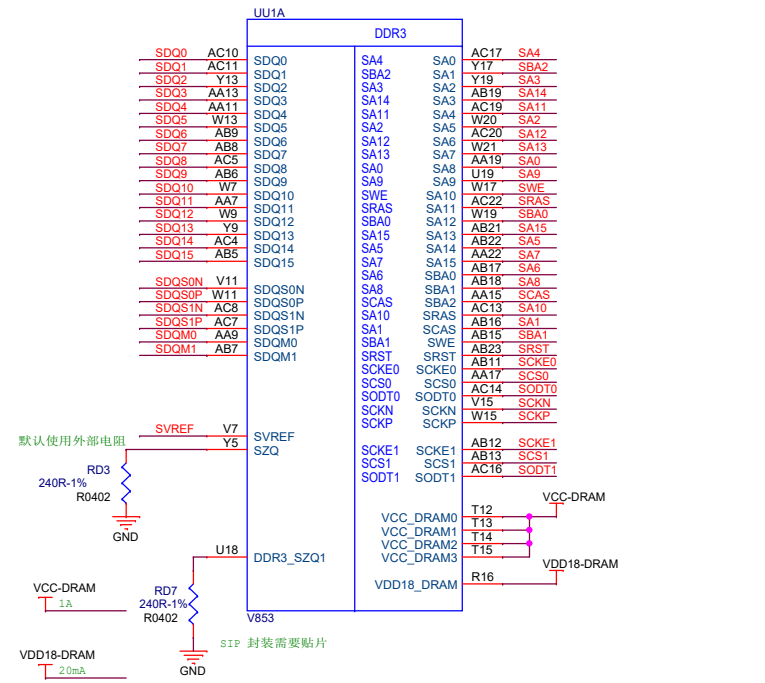 UU1A
DDR3
SDQ0 AC10 SDQ0 SA4 SA0 AC17 SA4
SDQ1 AC11 SDQ1 SBA2 SA1 Y17 SBA2
SDQ2 Y13 SDQ2 SA3 SA2 Y19 SA3
SDQ3 AA13 SDQ3 SA14 SA3 AB19 SA14
SDQ4 AA11 SDQ4 SA11 SA4 AC19 SA11
SDQ5 W13 SDQ5 SA2 SA5 W20 SA2
SDQ6 AB9 SDQ6 SA12 SA6 AC20 SA12
SDQ7 AB8 SDQ7 SA13 SA7 W21 SA13
SDQ8 AC5 SDQ8 SA0 SA8 AA19 SA0
SDQ9 AB6 SDQ9 SA9 SA9 U19 SA9
SDQ10 W7 SDQ10 SWE SA10 W17 SWE
SDQ11 AA7 SDQ11 SRAS SA11 AC22 SRAS
SDQ12 W9 SDQ12 SBA0 SA12 W19 SBA0
SDQ13 Y9 SDQ13 SA15 SA13 AB21 SA15
SDQ14 AC4 SDQ14 SA5 SA14 AB22 SA5
SDQ15 AB5 SDQ15 SA7 SA15 AA22 SA7
SA6 SBA0 AB17 SA6
SDQS0N V11 SDQS0N SA8 SBA1 AB18 SA8
SDQS0P W11 SDQS0P SCAS SBA2 AA15 SCAS
SDQS1N AC8 SDQS1N SA10 SRAS AC13 SA10
SDQS1P AC7 SDQS1P SA1 SCAS AB16 SA1
SDQM0 AA9 SDQM0 SBA1 SWE AB15 SBA1
SDQM1 AB7 SDQM1 SRST SRST AB23 SRST
SCKE0 SCKE0 AB11 SCKE0
SCS0 SCS0 AA17 SCS0
SODT0 SODT0 AC14 SODT0
SCKN SCKN V15 SCKN
SCKP SCKP W15 SCKP
SVREF V7 SVREF
默认使用外部电阻 Y5 SZQ SCKE1 SCKE1 AB12 SCKE1
SCS1 SCS1 AB13 SCS1
RD3 SODT1 SODT1 AC16 SODT1
240R-1%
R0402 VCC-DRAM
VCC_DRAM0 T12
VCC_DRAM1 T13
GND VCC_DRAM2 T14
U18 DDR3_SZQ1 VCC_DRAM3 T15
VDD18-DRAM
VDD18_DRAM R16
VCC-DRAM RD7
1A 240R-1%
R0402 V853
SIP 封装需要贴片
VDD18-DRAM
20mA GND